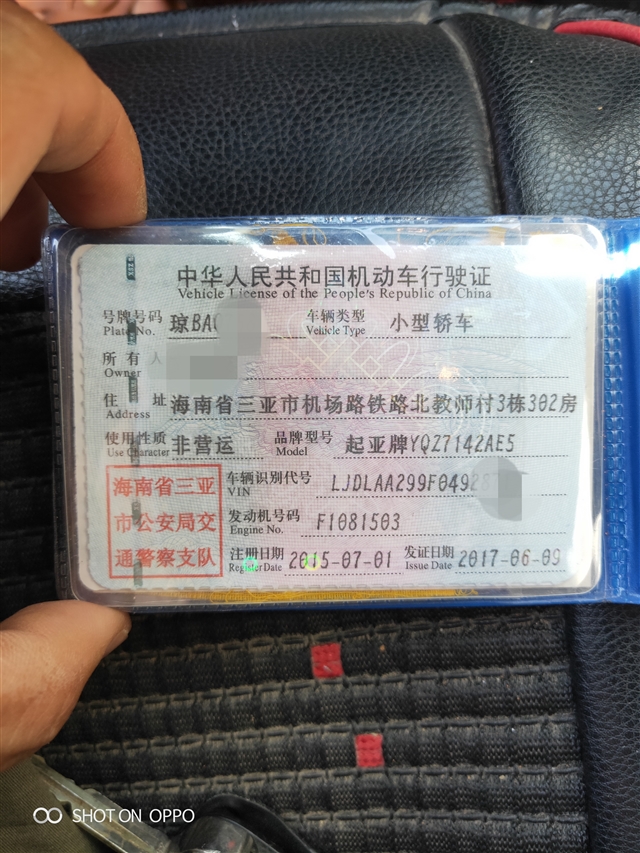 中华人民共和国机动车行驶证
Vehicle License of the People's Republic of China
号牌号码 琼BA 车辆类型 小型轿车
Plate No. Vehicle Type
所有人
Owner
住址 海南省三亚市机场路铁路北教师村3栋302房
Address
使用性质 非营运 品牌型号 起亚牌YQZ7142AE5
Use Character Model
海南省三亚
市公安局交
通警察支队
车辆识别代号 LJDLAA299F0492
VIN
发动机号码 F1081503
Engine No.
注册日期 2015-07-01 发证日期 2017-06-09
Register Date Issue Date
SHOT ON OPPO